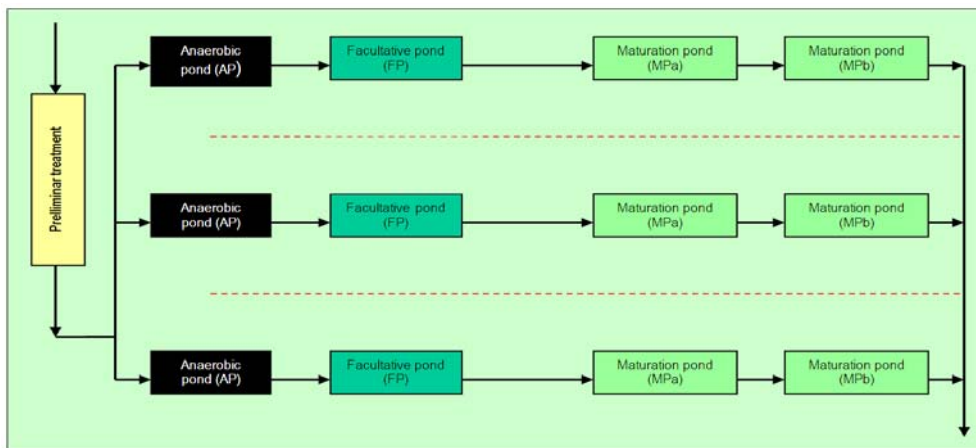 Prelliminar treatment
Anaerobic
pond (AP)
Facultative pond
(FP)
Maturation pond
(MPa)
Maturation pond
(MPb)
Anaerobic
pond (AP)
Facultative pond
(FP)
Maturation pond
(MPa)
Maturation pond
(MPb)
Anaerobic
pond (AP)
Facultative pond
(FP)
Maturation pond
(MPa)
Maturation pond
(MPb)